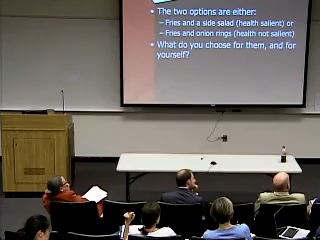 • The two options are either:
– Fries and a side salad (health salient) or
– Fries and onion rings (health not salient)
• What do you choose for them, and for
yourself?